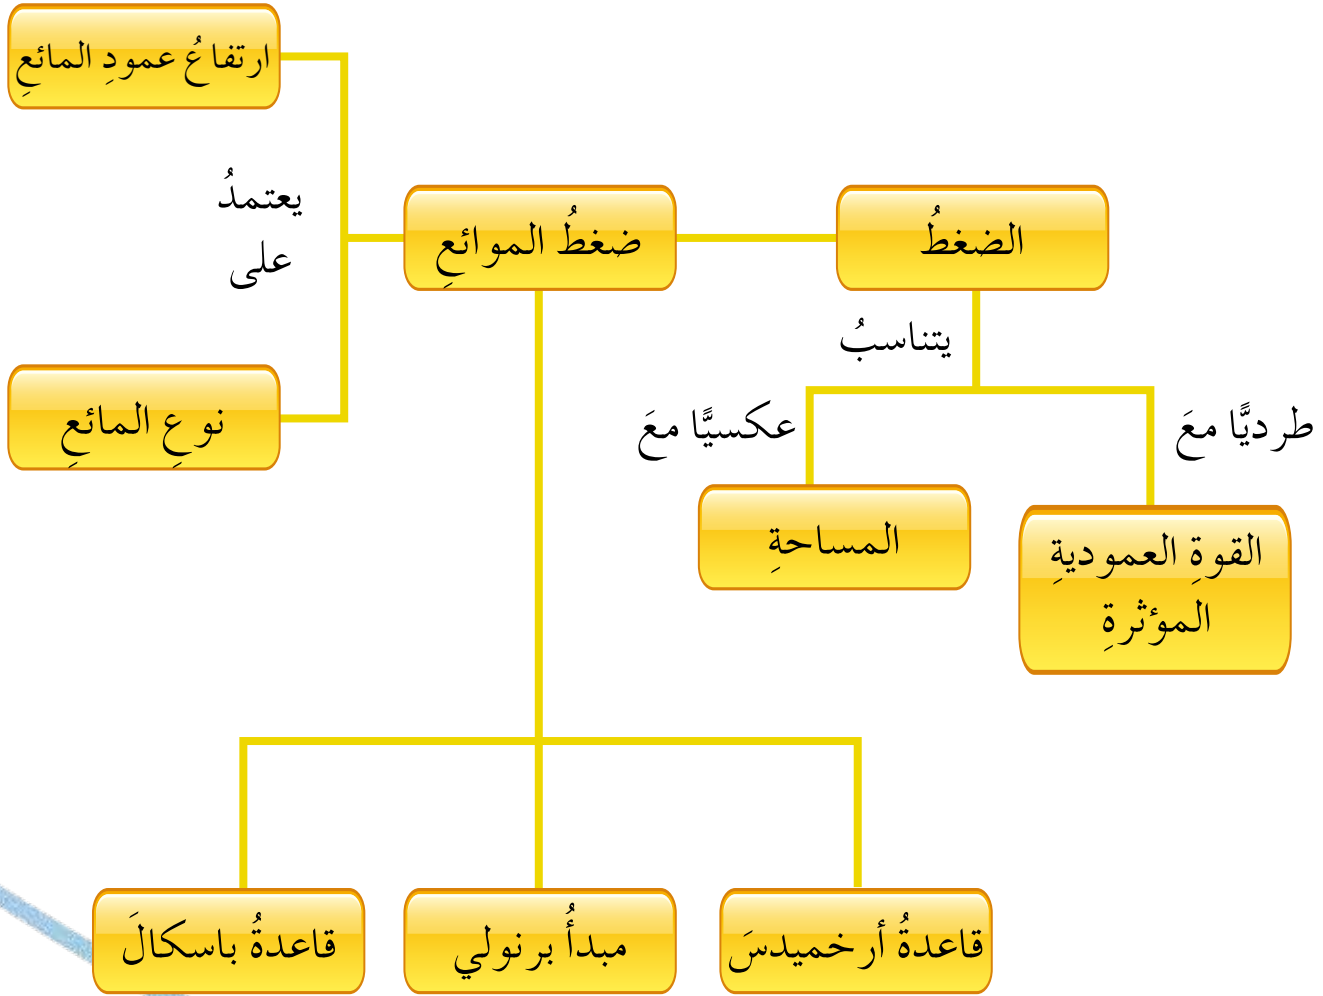 الضغطُ
يتناسبُ
طرديًّا معَ
القوةِ العموديةِ
المؤثرةِ
عكسيًّا معَ
المساحةِ
ضغطُ الموائعِ
يعتمدُ
على
ارتفاعُ عمودِ المائعِ
نوعِ المائعِ
قاعدةُ أرخميدسَ
مبدأُ برنولي
قاعدةُ باسكالَ